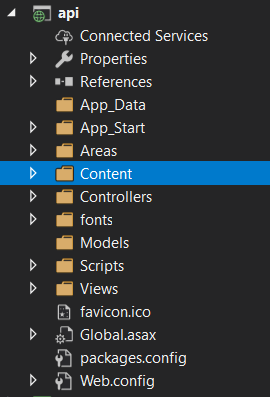 api
Connected Services
Properties
References
App_Data
App_Start
Areas
Content
Controllers
fonts
Models
Scripts
Views
favicon.ico
Global.asax
packages.config
Web.config